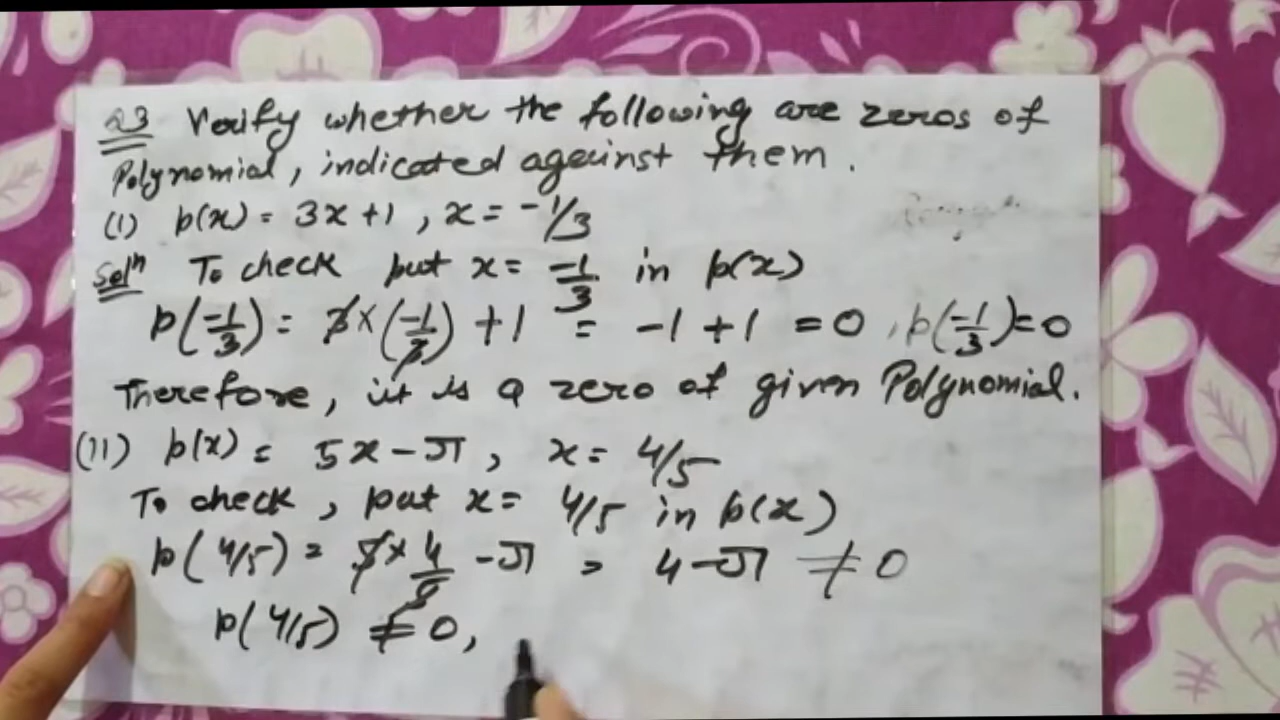 Q3 Verify whether the following are zeros of
Polynomial, indicated against them.
(i) p(x) = 3x+1, x = -1/3
Solⁿ To check put x = -1/3 in p(x)
p(-1/3) = 3×(-1/3) +1 = -1 +1 = 0, p(-1/3)=0
Therefore, it is a zero of given Polynomial.
(ii) p(x) = 5x-π, x = 4/5
To check, put x = 4/5 in p(x)
p(4/5) = 5×4/5 -π = 4-π ≠ 0
p(4/5) ≠ 0,